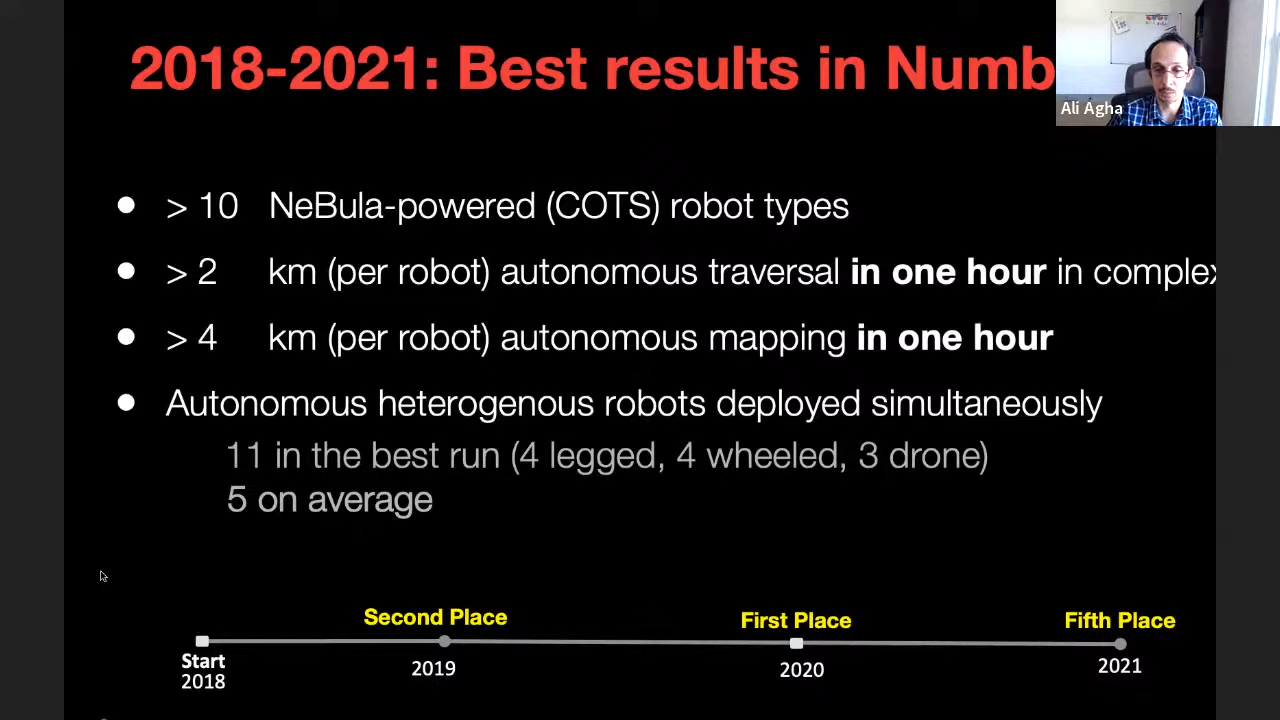 2018-2021: Best results in Numb
Ali Agha
> 10 NeBula-powered (COTS) robot types
> 2 km (per robot) autonomous traversal in one hour in complex
> 4 km (per robot) autonomous mapping in one hour
Autonomous heterogenous robots deployed simultaneously
11 in the best run (4 legged, 4 wheeled, 3 drone)
5 on average
Second Place
First Place
Fifth Place
Start
2018
2019
2020
2021